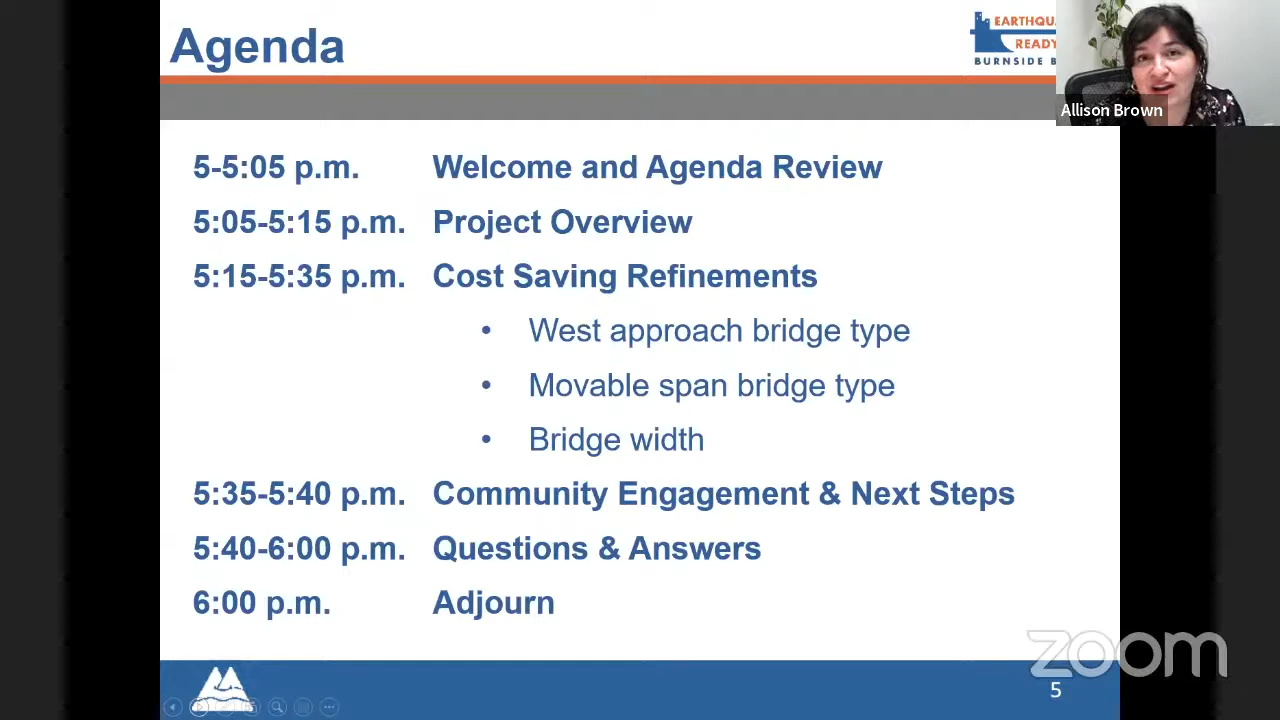 Agenda
EARTHQUA
READY
BURNSIDE B
Allison Brown
5-5:05 p.m. Welcome and Agenda Review
5:05-5:15 p.m. Project Overview
5:15-5:35 p.m. Cost Saving Refinements
• West approach bridge type
• Movable span bridge type
• Bridge width
5:35-5:40 p.m. Community Engagement & Next Steps
5:40-6:00 p.m. Questions & Answers
6:00 p.m. Adjourn
zoom
5